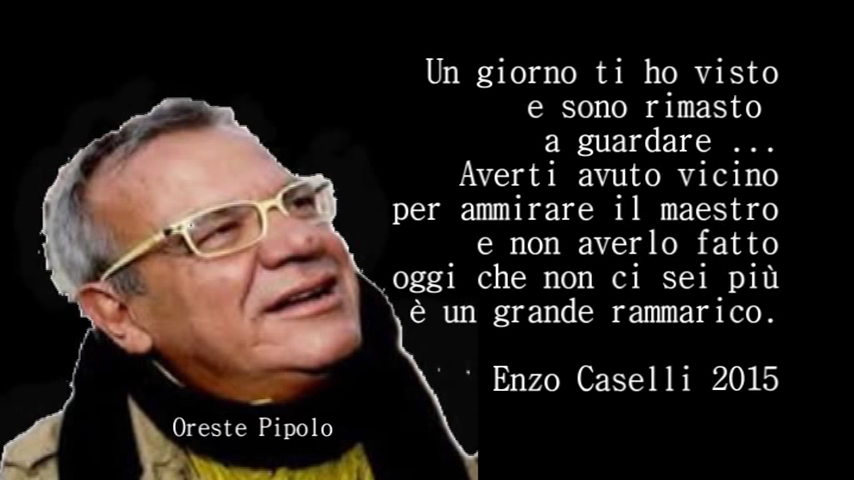 Un giorno ti ho visto
e sono rimasto
a guardare ...
Averti avuto vicino
per ammirare il maestro
e non averlo fatto
oggi che non ci sei più
è un grande rammarico.
Enzo Caselli 2015
Oreste Pipolo